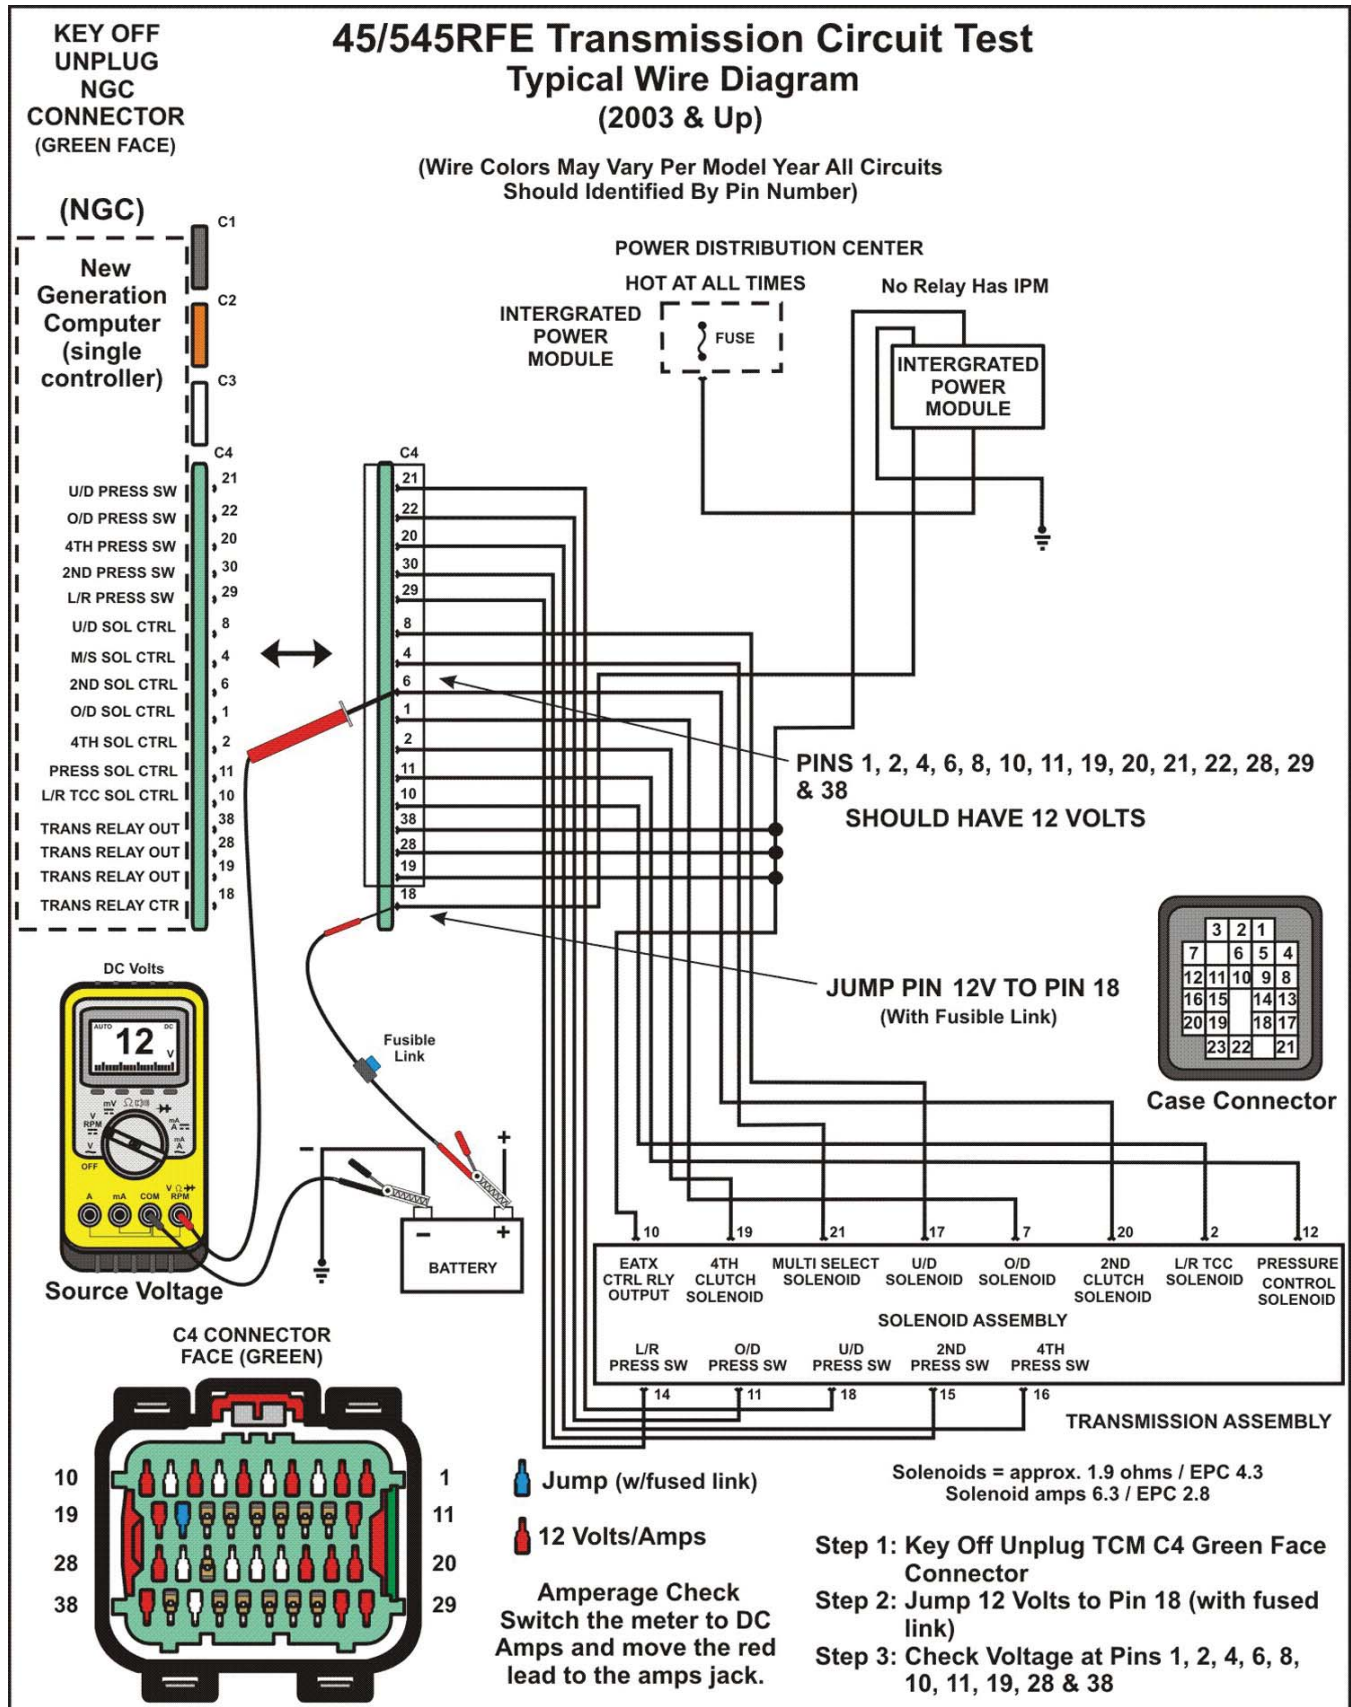 KEY OFF
UNPLUG
NGC
CONNECTOR
(GREEN FACE)
45/545RFE Transmission Circuit Test
Typical Wire Diagram
(2003 & Up)
(Wire Colors May Vary Per Model Year All Circuits
Should Identified By Pin Number)
(NGC)
New
Generation
Computer
(single
controller)
C1
C2
C3
C4
POWER DISTRIBUTION CENTER
HOT AT ALL TIMES
INTERGRATED
POWER
MODULE
FUSE
No Relay Has IPM
INTERGRATED
POWER
MODULE
U/D PRESS SW 21
O/D PRESS SW 22
4TH PRESS SW 20
2ND PRESS SW 30
L/R PRESS SW 29
U/D SOL CTRL 8
M/S SOL CTRL 4
2ND SOL CTRL 6
O/D SOL CTRL 1
4TH SOL CTRL 2
PRESS SOL CTRL 11
L/R TCC SOL CTRL 10
TRANS RELAY OUT 38
TRANS RELAY OUT 28
TRANS RELAY OUT 19
TRANS RELAY CTR 18
C4
21
22
20
30
29
8
4
6
1
2
11
10
38
28
19
18
PINS 1, 2, 4, 6, 8, 10, 11, 19, 20, 21, 22, 28, 29
& 38
SHOULD HAVE 12 VOLTS
JUMP PIN 12V TO PIN 18
(With Fusible Link)
3 2 1
7 6 5 4
12 11 10 9 8
16 15 14 13
20 19 18 17
23 22 21
Case Connector
DC Volts
AUTO DC
12 V
mV Ω
V
RPM
mA
A
V
mA
A
OFF
A mA COM V Ω
RPM
Source Voltage
Fusible
Link
− +
− +
BATTERY
10 19 21 17 7 20 2 12
EATX
CTRL RLY
OUTPUT
4TH
CLUTCH
SOLENOID
MULTI SELECT
SOLENOID
U/D
SOLENOID
O/D
SOLENOID
2ND
CLUTCH
SOLENOID
L/R TCC
SOLENOID
PRESSURE
CONTROL
SOLENOID
SOLENOID ASSEMBLY
L/R
PRESS SW
O/D
PRESS SW
U/D
PRESS SW
2ND
PRESS SW
4TH
PRESS SW
14 11 18 15 16
TRANSMISSION ASSEMBLY
C4 CONNECTOR
FACE (GREEN)
10 1
19 11
28 20
38 29
Jump (w/fused link)
12 Volts/Amps
Amperage Check
Switch the meter to DC
Amps and move the red
lead to the amps jack.
Solenoids = approx. 1.9 ohms / EPC 4.3
Solenoid amps 6.3 / EPC 2.8
Step 1: Key Off Unplug TCM C4 Green Face
Connector
Step 2: Jump 12 Volts to Pin 18 (with fused
link)
Step 3: Check Voltage at Pins 1, 2, 4, 6, 8,
10, 11, 19, 28 & 38